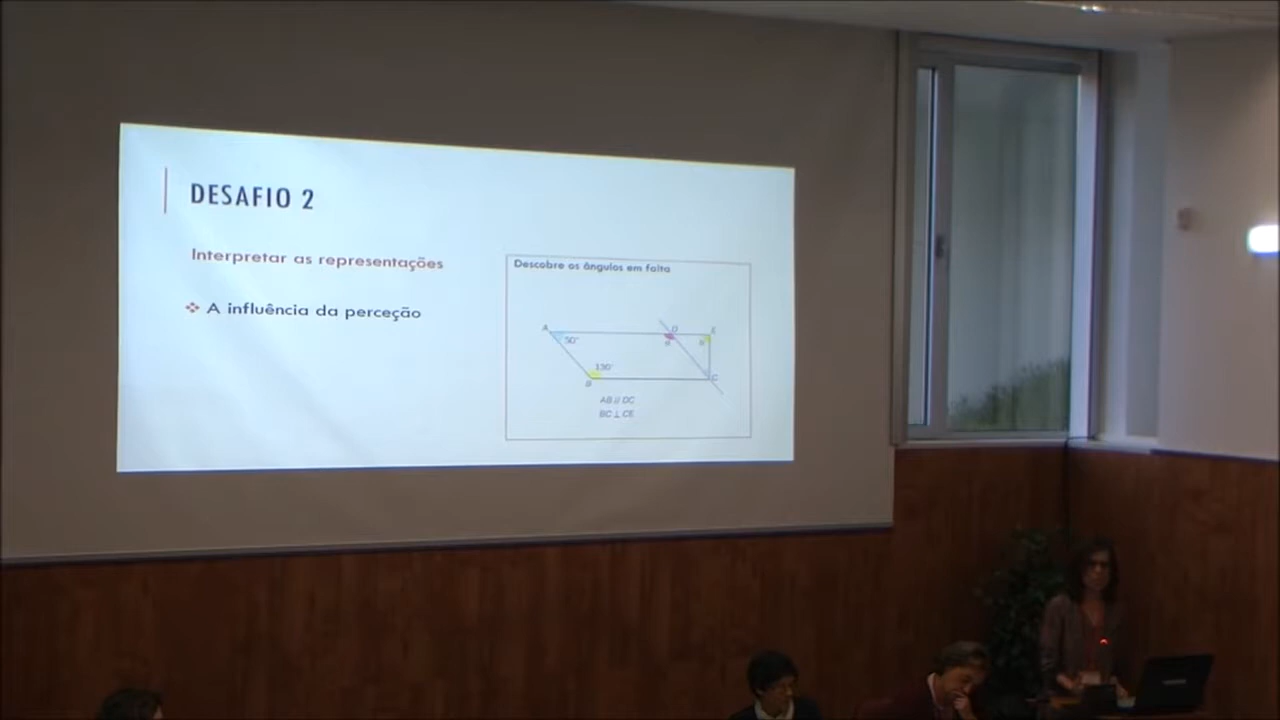 DESAFIO 2
Interpretar as representações
A influência da perceção
Descobre os ângulos em falta
A
D
E
50°
a
b
130°
B
C
AB // DC
BC ⊥ CE